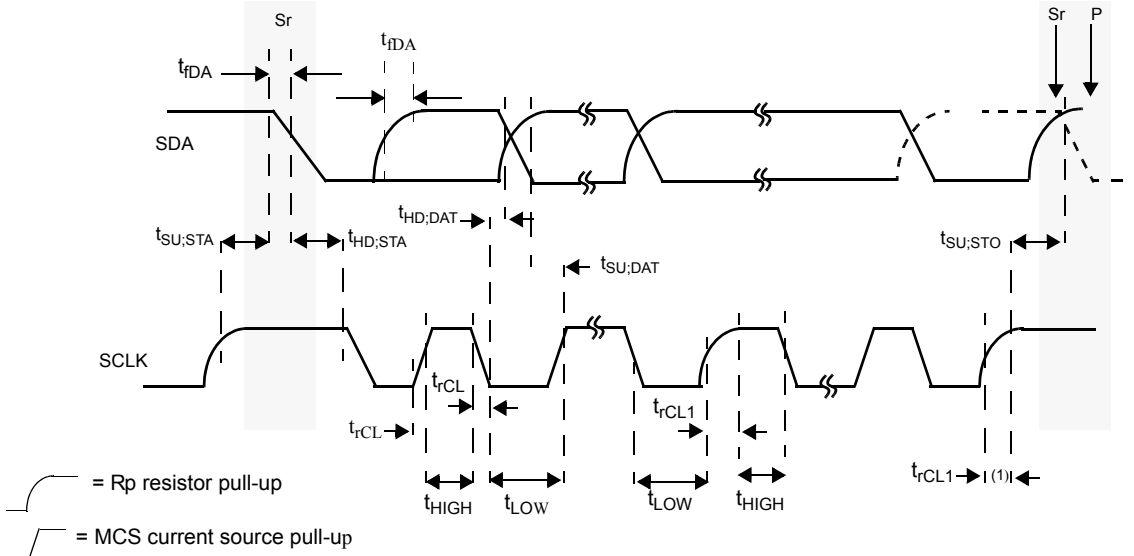 Sr
Sr P
tfDA
tfDA
SDA
tHD;DAT
tSU;STA
tHD;STA
tSU;STO
tSU;DAT
SCLK
trCL
trCL1
trCL
trCL1
(1)
tHIGH
tLOW
tLOW
tHIGH
= Rp resistor pull-up
= MCS current source pull-up